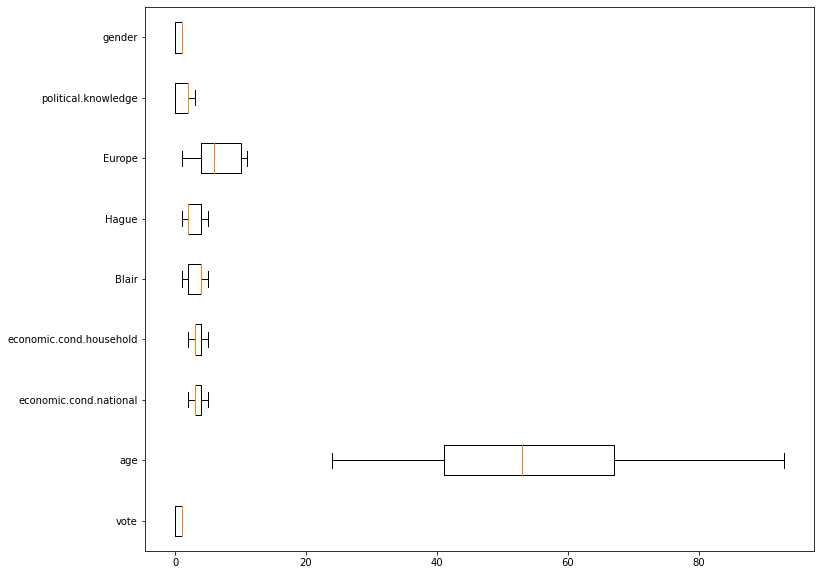 gender
political.knowledge
Europe
Hague
Blair
economic.cond.household
economic.cond.national
age
vote
0 20 40 60 80